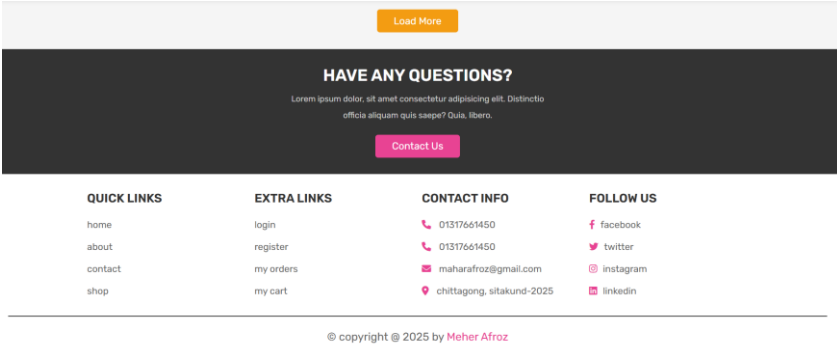 Load More
HAVE ANY QUESTIONS?
Lorem ipsum dolor, sit amet consectetur adipisicing elit. Distinctio
officia aliquam quis saepe? Quia, libero.
Contact Us
QUICK LINKS
home
about
contact
shop
EXTRA LINKS
login
register
my orders
my cart
CONTACT INFO
01317661450
01317661450
maharafroz@gmail.com
chittagong, sitakund-2025
FOLLOW US
facebook
twitter
instagram
linkedin
© copyright @ 2025 by Meher Afroz